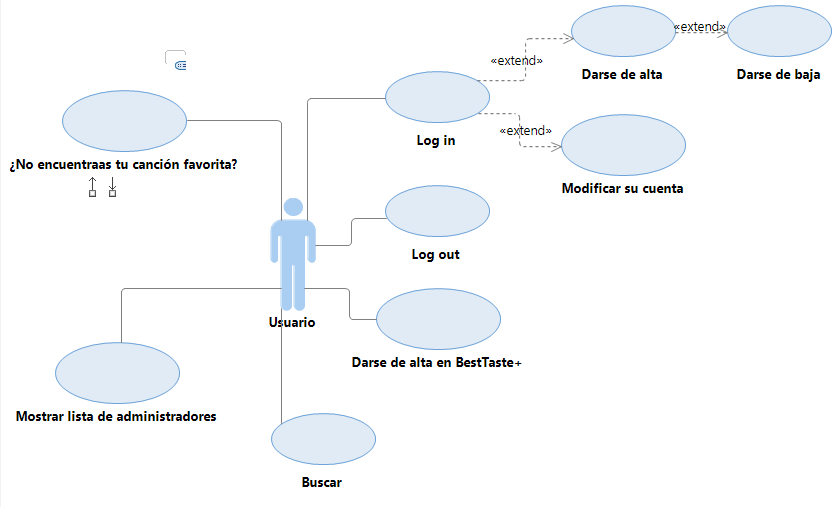 «extend»
Darse de alta
Darse de baja
«extend»
Log in
«extend»
¿No encuentraas tu canción favorita?
Modificar su cuenta
Log out
Usuario
Darse de alta en BestTaste+
Mostrar lista de administradores
Buscar